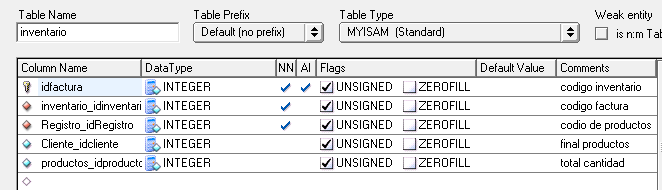 Table Name Table Prefix Table Type Weak entity
inventario Default (no prefix) MYISAM (Standard) is n:m Tab
Column Name DataType NN AI Flags Default Value Comments
idfactura INTEGER UNSIGNED ZEROFILL codigo inventario
inventario_idinventari INTEGER UNSIGNED ZEROFILL codigo factura
Registro_idRegistro INTEGER UNSIGNED ZEROFILL codio de productos
Cliente_idcliente INTEGER UNSIGNED ZEROFILL final productos
productos_idproducto INTEGER UNSIGNED ZEROFILL total cantidad